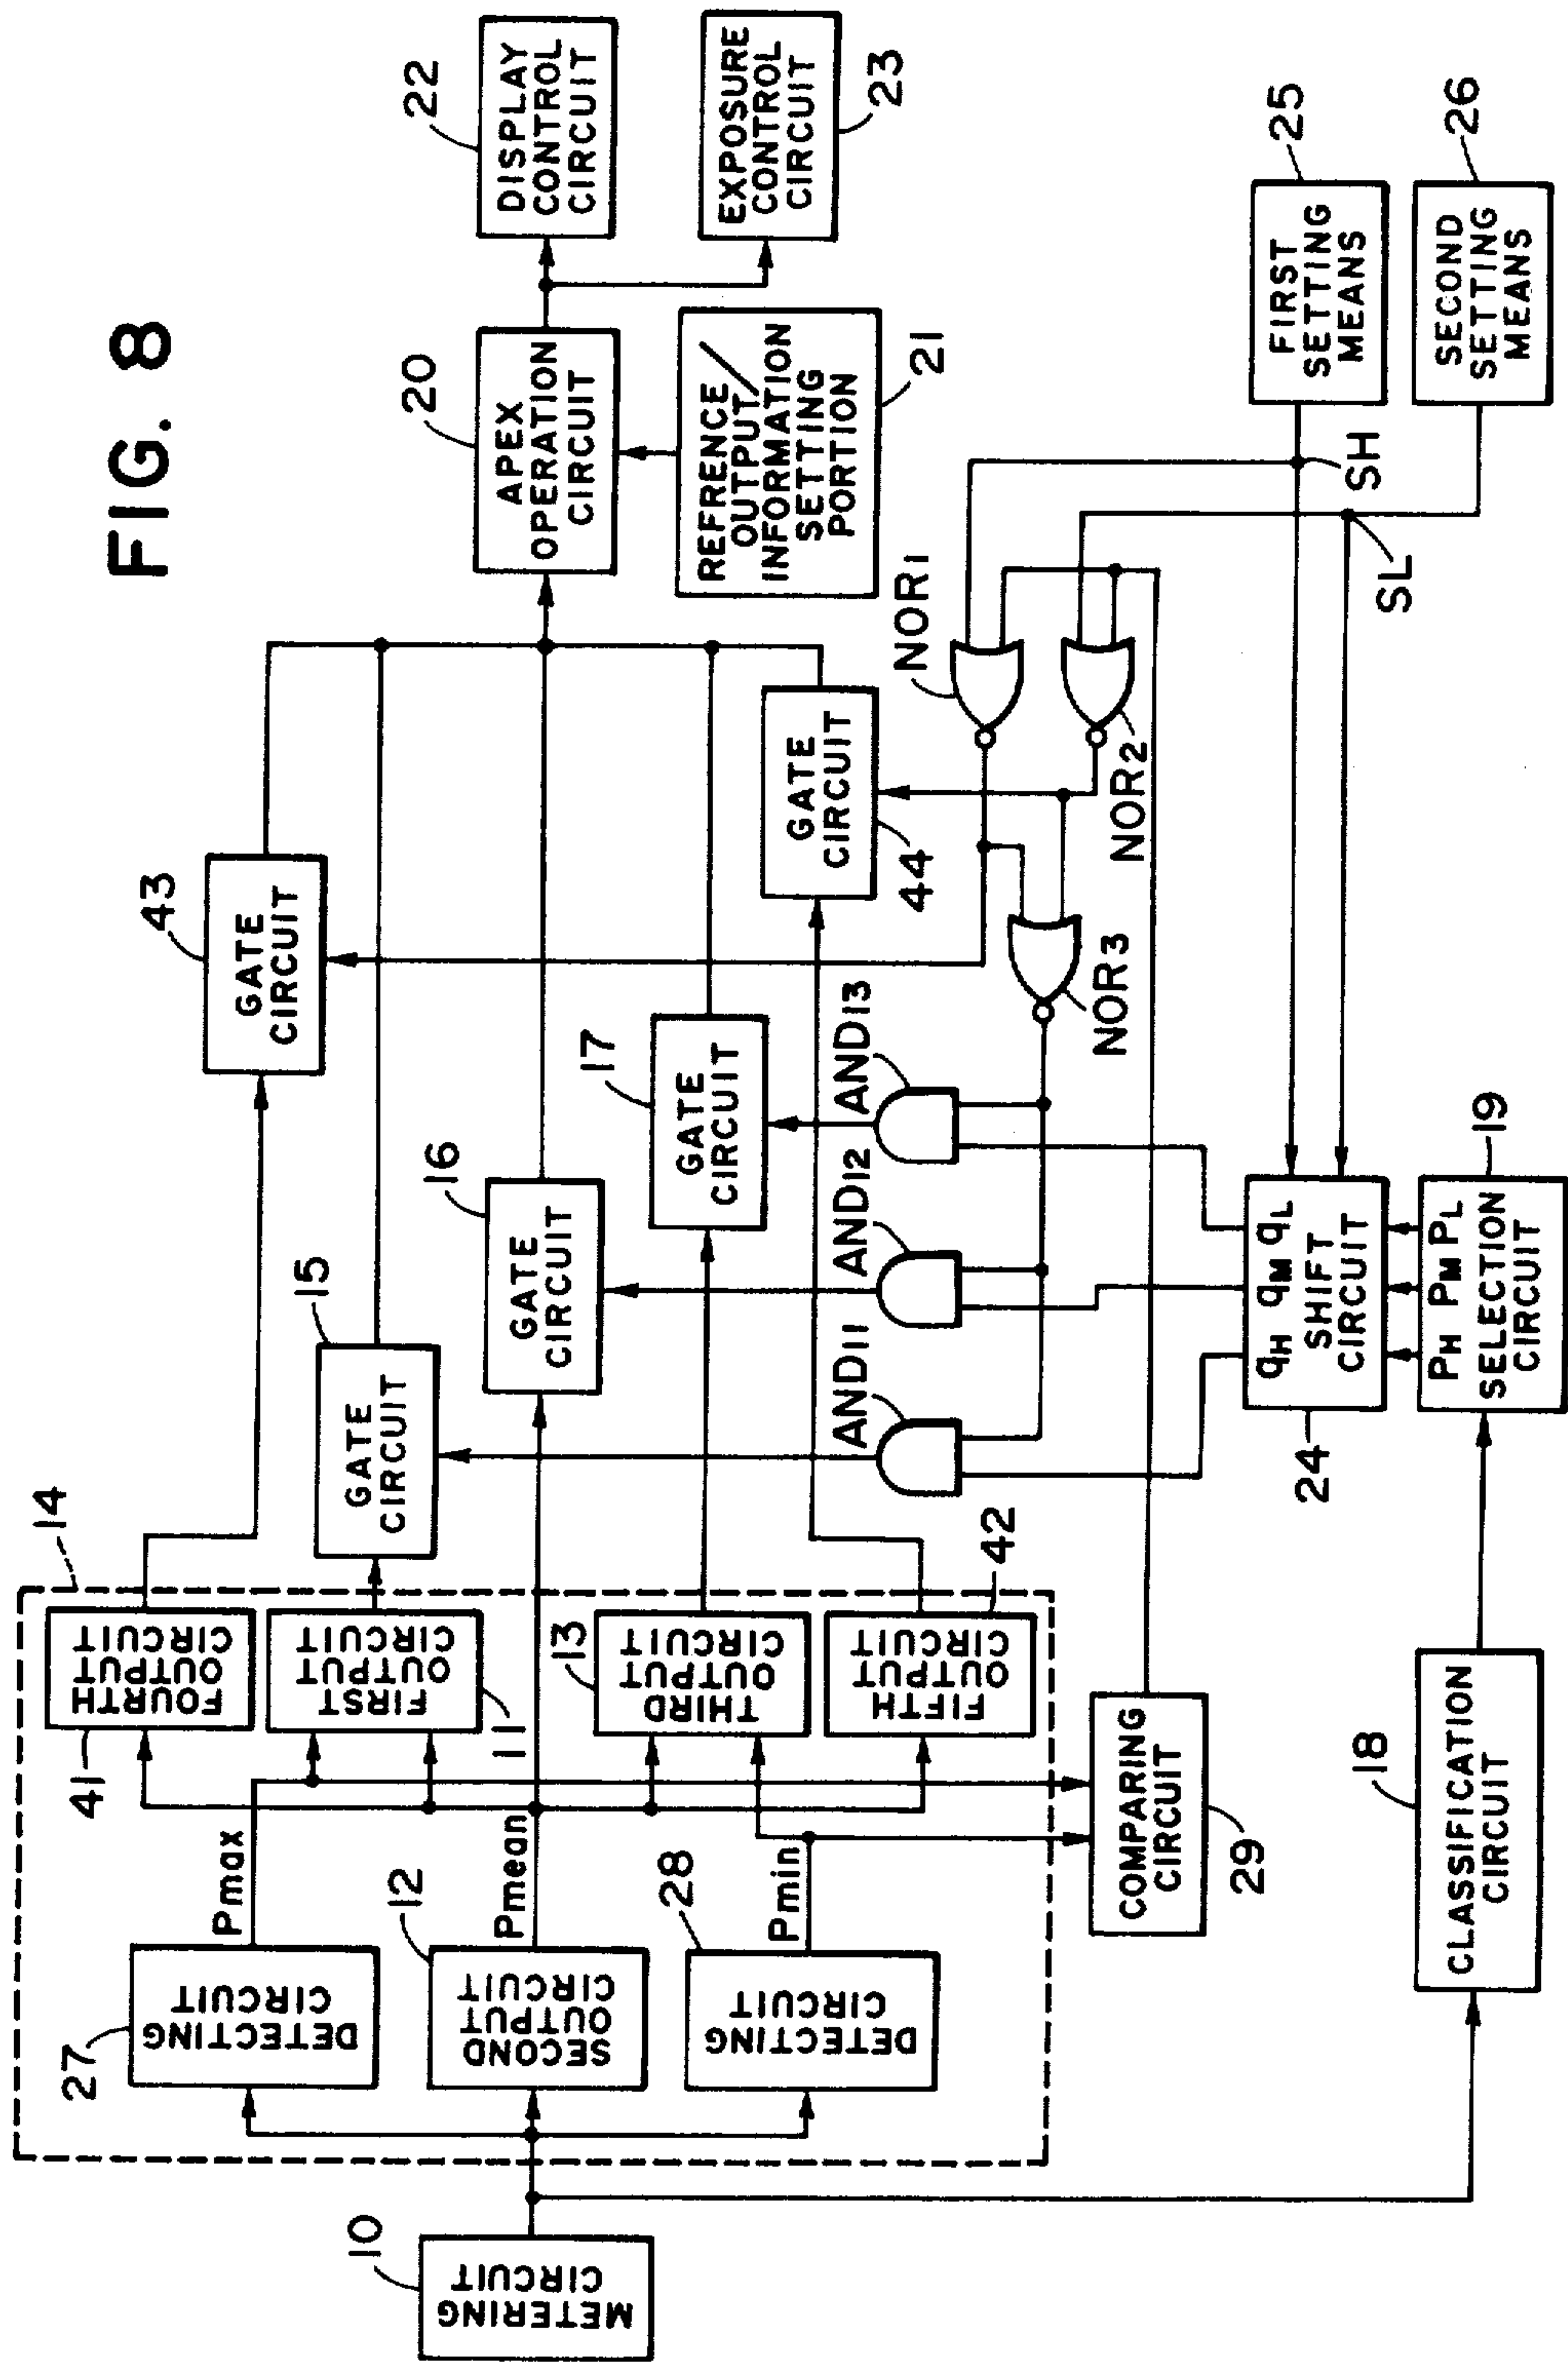 FIG. 8
10
METERING
CIRCUIT
14
27
DETECTING
CIRCUIT
Pmax
12
SECOND
OUTPUT
CIRCUIT
Pmean
28
DETECTING
CIRCUIT
Pmin
41
FOURTH
OUTPUT
CIRCUIT
11
FIRST
OUTPUT
CIRCUIT
13
THIRD
OUTPUT
CIRCUIT
42
FIFTH
OUTPUT
CIRCUIT
COMPARING
CIRCUIT
29
18
CLASSIFICATION
CIRCUIT
15
GATE
CIRCUIT
16
GATE
CIRCUIT
17
GATE
CIRCUIT
43
GATE
CIRCUIT
GATE
CIRCUIT
44
AND11
AND12
AND13
NOR1
NOR2
NOR3
24
qH qM qL
SHIFT
CIRCUIT
19
PH PM PL
SELECTION
CIRCUIT
20
APEX
OPERATION
CIRCUIT
REFERENCE/
OUTPUT
INFORMATION
SETTING
PORTION
21
22
DISPLAY
CONTROL
CIRCUIT
EXPOSURE
CONTROL
CIRCUIT
23
FIRST
SETTING
MEANS
25
SECOND
SETTING
MEANS
26
SH
SL